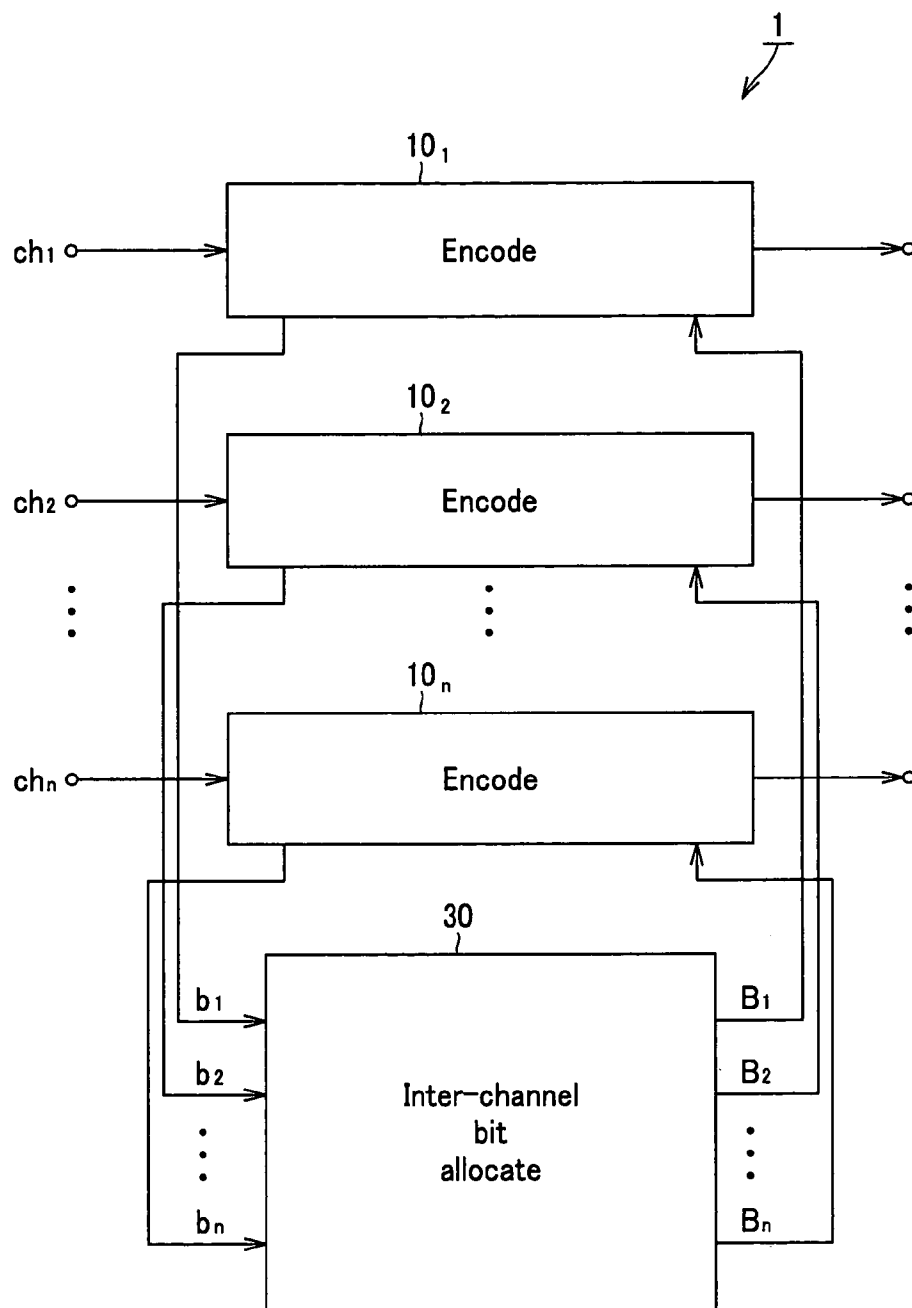 1
10₁
ch₁ Encode
10₂
ch₂ Encode
10ₙ
chₙ Encode
30
b₁ B₁
b₂ B₂
Inter-channel
bit
allocate
bₙ Bₙ